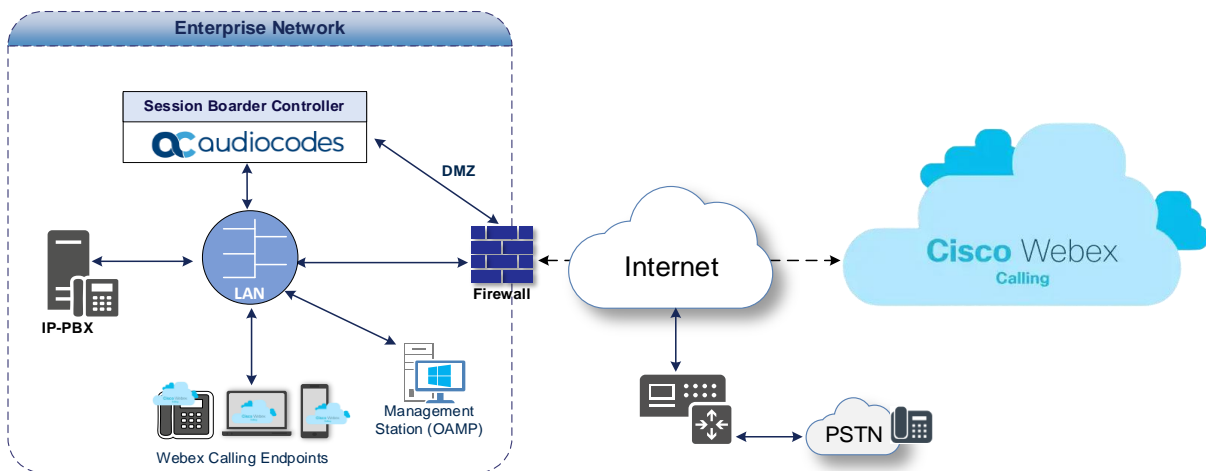 Enterprise Network
Session Boarder Controller
audiocodes
DMZ
LAN
IP-PBX
Firewall
Internet
Cisco Webex
Calling
Management
Station (OAMP)
Webex Calling Endpoints
PSTN